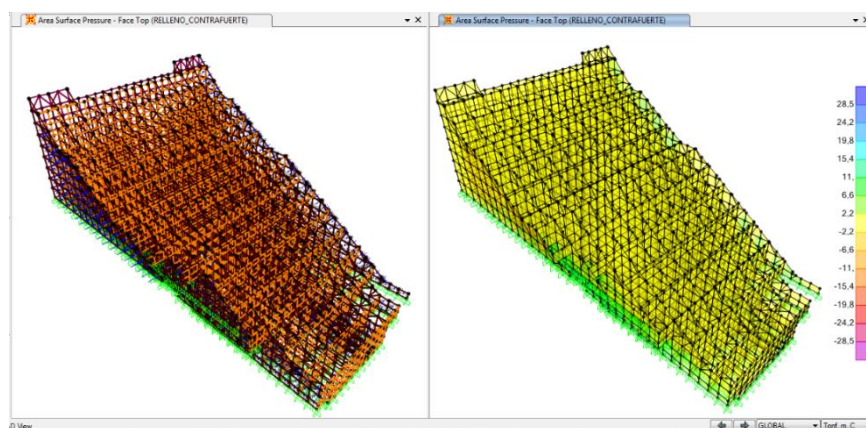 Area Surface Pressure - Face Top (RELLENO_CONTRAFUERTE)
Area Surface Pressure - Face Top (RELLENO_CONTRAFUERTE)
28,5
24,2
19,8
15,4
11,
6,6
2,2
-2,2
-6,6
-11,
-15,4
-19,8
-24,2
-28,5
D View
GLOBAL
Tonf, m, C